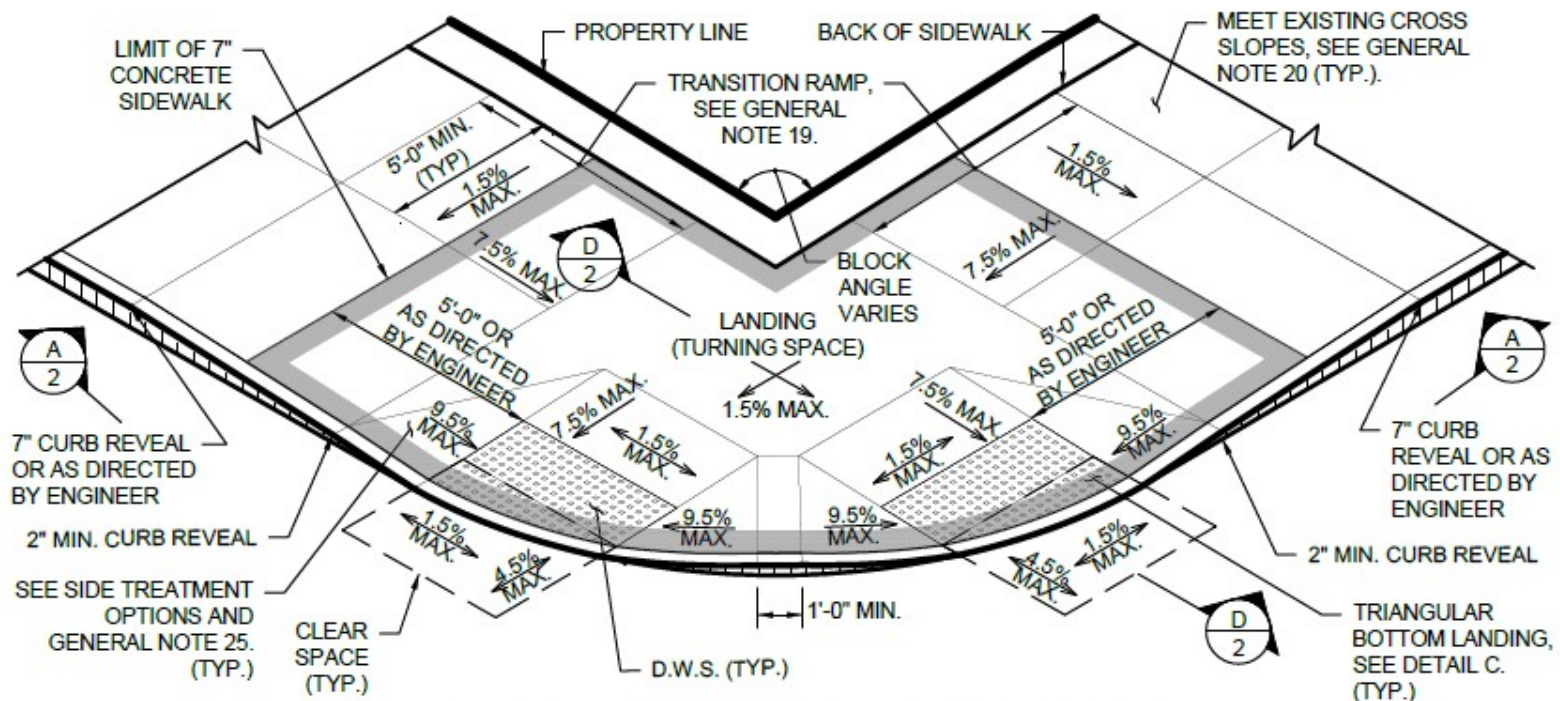 LIMIT OF 7"
CONCRETE
SIDEWALK
PROPERTY LINE
BACK OF SIDEWALK
MEET EXISTING CROSS
SLOPES, SEE GENERAL
NOTE 20 (TYP.).
TRANSITION RAMP,
SEE GENERAL
NOTE 19.
5'-0" MIN.
(TYP)
1.5%
MAX.
1.5%
MAX.
7.5% MAX.
D
2
7.5% MAX.
BLOCK
ANGLE
VARIES
5'-0" OR
AS DIRECTED
BY ENGINEER
LANDING
(TURNING SPACE)
1.5% MAX.
5'-0" OR
AS DIRECTED
BY ENGINEER
A
2
A
2
7" CURB REVEAL
OR AS DIRECTED
BY ENGINEER
9.5%
MAX.
7.5% MAX.
1.5%
MAX.
7.5% MAX.
1.5%
MAX.
9.5%
MAX.
7" CURB
REVEAL OR AS
DIRECTED BY
ENGINEER
2" MIN. CURB REVEAL
1.5%
MAX.
4.5%
MAX.
9.5%
MAX.
9.5%
MAX.
4.5%
MAX.
1.5%
MAX.
2" MIN. CURB REVEAL
SEE SIDE TREATMENT
OPTIONS AND
GENERAL NOTE 25.
(TYP.)
CLEAR
SPACE
(TYP.)
D.W.S. (TYP.)
1'-0" MIN.
D
2
TRIANGULAR
BOTTOM LANDING,
SEE DETAIL C.
(TYP.)